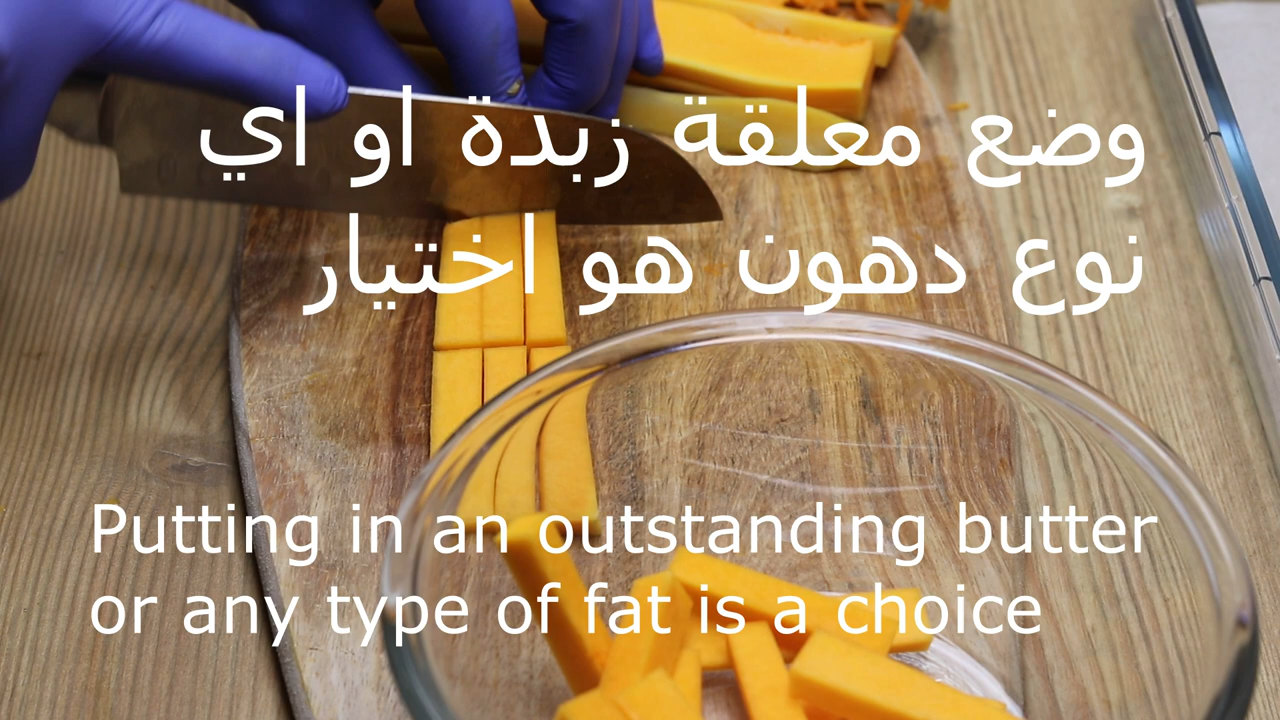 وضع معلقة زبدة او اي
نوع دهون هو اختيار
Putting in an outstanding butter
or any type of fat is a choice